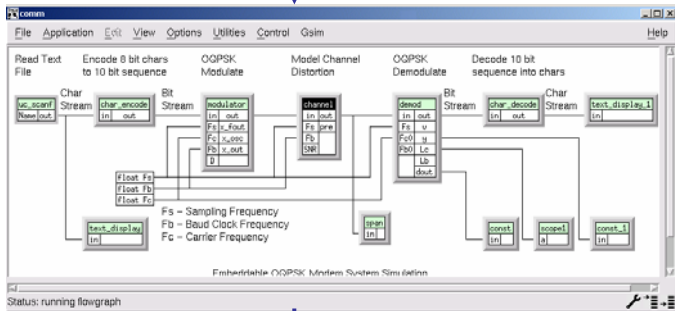 comm
File Application Edit View Options Utilities Control Gsim Help
Read Text Encode 8 bit chars OQPSK Model Channel OQPSK Decode 10 bit
File to 10 bit sequence Modulate Distortion Demodulate sequence into chars
Char Bit Bit Char
Stream Stream Stream Stream
uc_scanf char_encode modulator channel demod char_decode text_display_1
Name out in out in out in out in out in out in
Fs x_fout Fs pre Fs v
Fc x_osc Fb Fc0 y
Fb x_out SNR Fb0 Lc
D Lb
dout
float Fs
float Fb
float Fc
Fs – Sampling Frequency
Fb – Baud Clock Frequency
Fc – Carrier Frequency
text_display span const scope1 const_1
in in in a in
Embeddable OQPSK Modem System Simulation
Status: running flowgraph